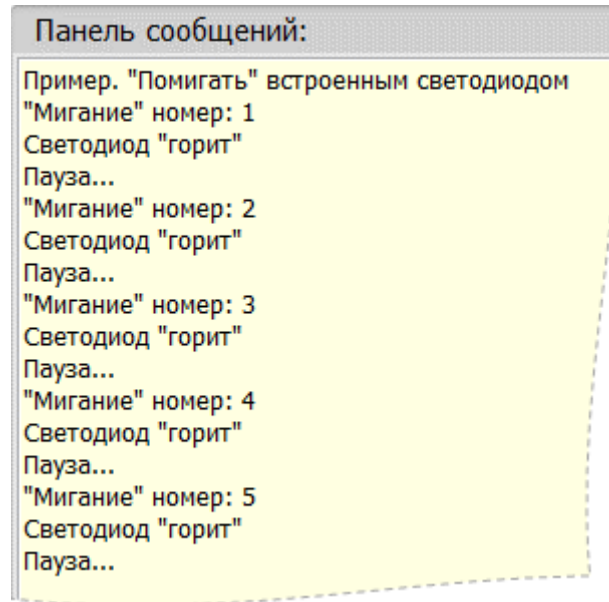 Панель сообщений:
Пример. "Помигать" встроенным светодиодом
"Мигание" номер: 1
Светодиод "горит"
Пауза...
"Мигание" номер: 2
Светодиод "горит"
Пауза...
"Мигание" номер: 3
Светодиод "горит"
Пауза...
"Мигание" номер: 4
Светодиод "горит"
Пауза...
"Мигание" номер: 5
Светодиод "горит"
Пауза...